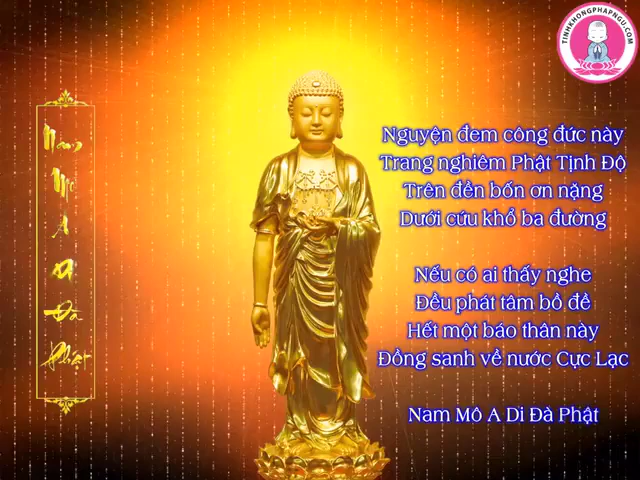 Nam
Mô
A
Di
Đà
Phật
TINHKHONGPHAPNGU.COM
Nguyện đem công đức này
Trang nghiêm Phật Tịnh Độ
Trên đền bốn ơn nặng
Dưới cứu khổ ba đường
Nếu có ai thấy nghe
Đều phát tâm bồ đề
Hết một báo thân này
Đồng sanh về nước Cực Lạc
Nam Mô A Di Đà Phật